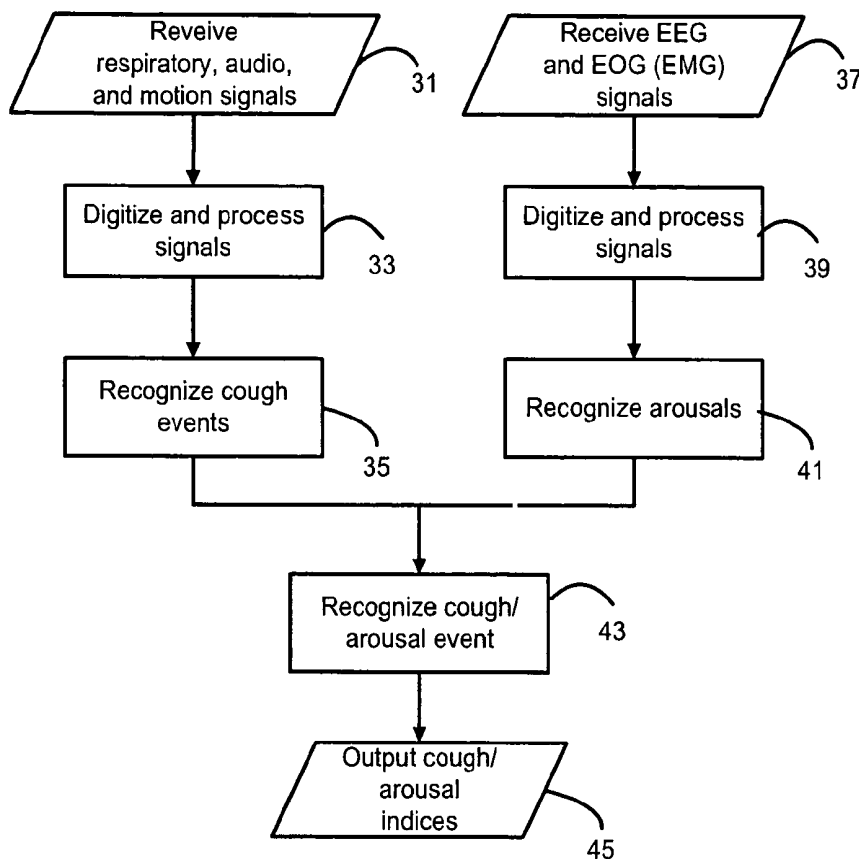 Reveive
respiratory, audio,
and motion signals
31
Receive EEG
and EOG (EMG)
signals
37
Digitize and process
signals
33
Digitize and process
signals
39
Recognize cough
events
35
Recognize arousals
41
Recognize cough/
arousal event
43
Output cough/
arousal
indices
45